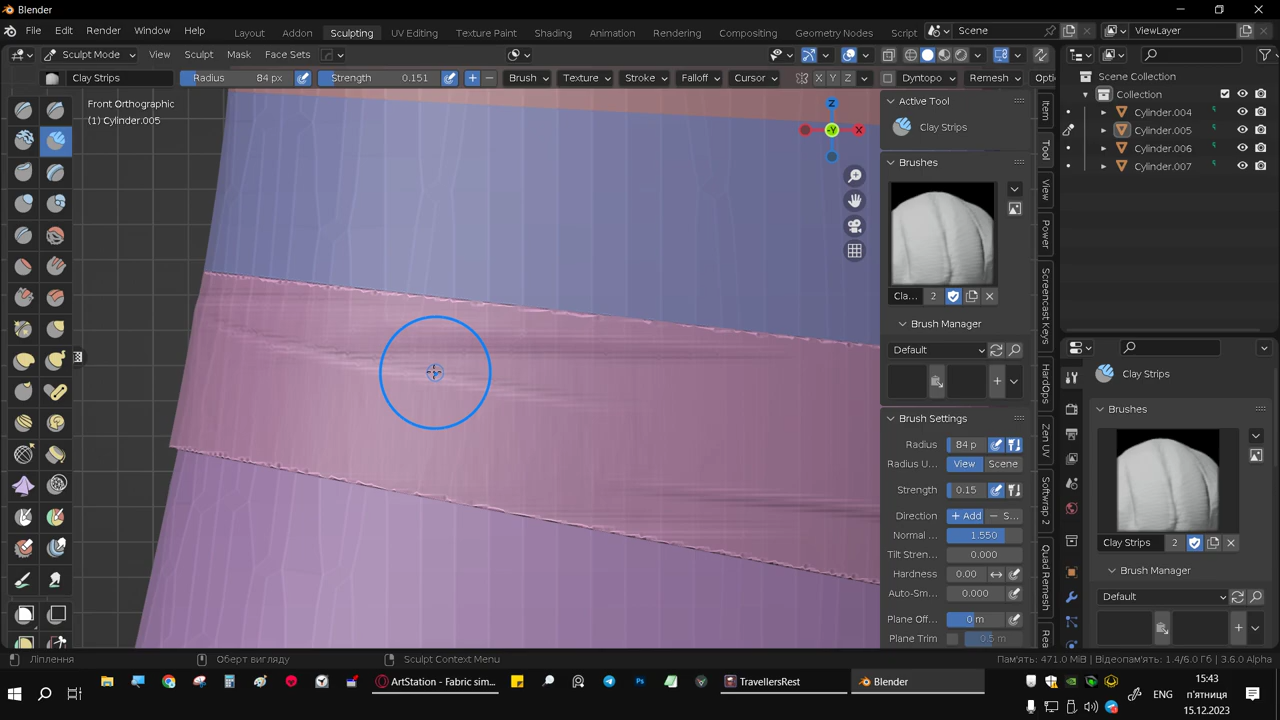 Blender
File Edit Render Window Help Layout Addon Modeling Sculpting UV Editing Texture Paint Shading Animation Rendering Compositing Geometry Nodes Scene ViewLayer
Sculpt Mode View Sculpt Mask Face Sets
Clay Strips Radius 84 px Strength 0.151 Brush Texture Stroke Falloff Cursor X Y Z Dyntopo Remesh Opti
Front Orthographic
(1) Cylinder.005
Z
-Y
X
Active Tool
Clay Strips
Brushes
Cla... 2
Brush Manager
Default
Brush Settings
Radius 84 p
Radius U... View Scene
Strength 0.15
Direction + Add — S...
Normal ... 1.550
Tilt Stren... 0.000
Hardness 0.00
Auto-Sm... 0.000
Plane Off... 0 m
Plane Trim 0.5 m
Item
Tool
View
Power
Screencast Keys
HardOps
Zen UV
Softwrap 2
Quad Remesh
Rea
Scene Collection
Collection
Cylinder.004
Cylinder.005
Cylinder.006
Cylinder.007
Clay Strips
Brushes
Clay Strips 2
Brush Manager
Default
Ліплення Оберт вигляду Sculpt Context Menu Пам'ять: 471.0 MiB | Відеопам'ять: 1.4/6.0 Гб | 3.6.0 Alpha
ArtStation - Fabric sim... Ps TravellersRest Blender
ENG
15:43
п'ятниця
15.12.2023